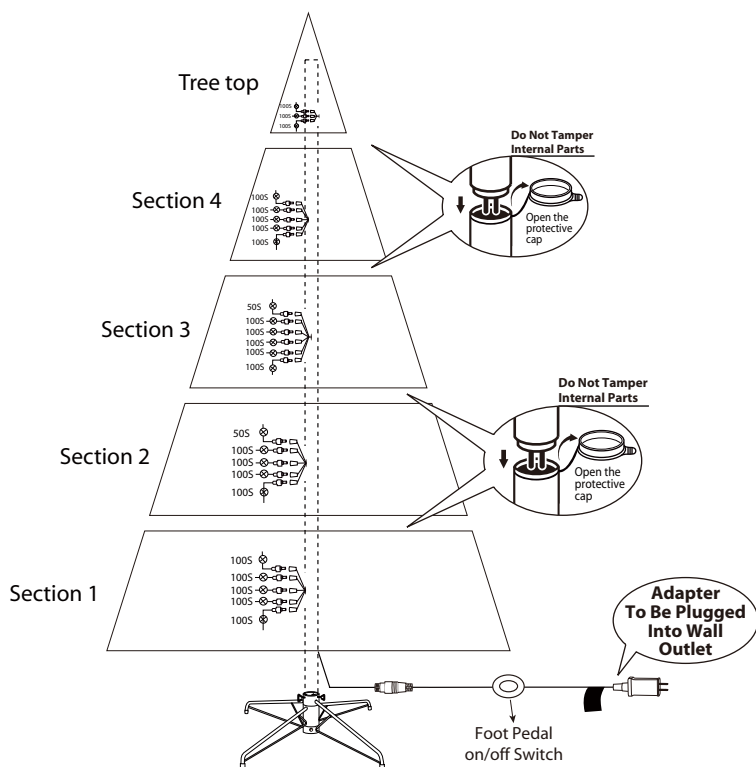 Tree top
100S
100S
100S
Do Not Tamper
Internal Parts
Open the
protective
cap
Section 4
100S
100S
100S
100S
100S
Section 3
50S
100S
100S
100S
100S
100S
Do Not Tamper
Internal Parts
Open the
protective
cap
Section 2
50S
100S
100S
100S
100S
Section 1
100S
100S
100S
100S
100S
Adapter
To Be Plugged
Into Wall
Outlet
Foot Pedal
on/off Switch